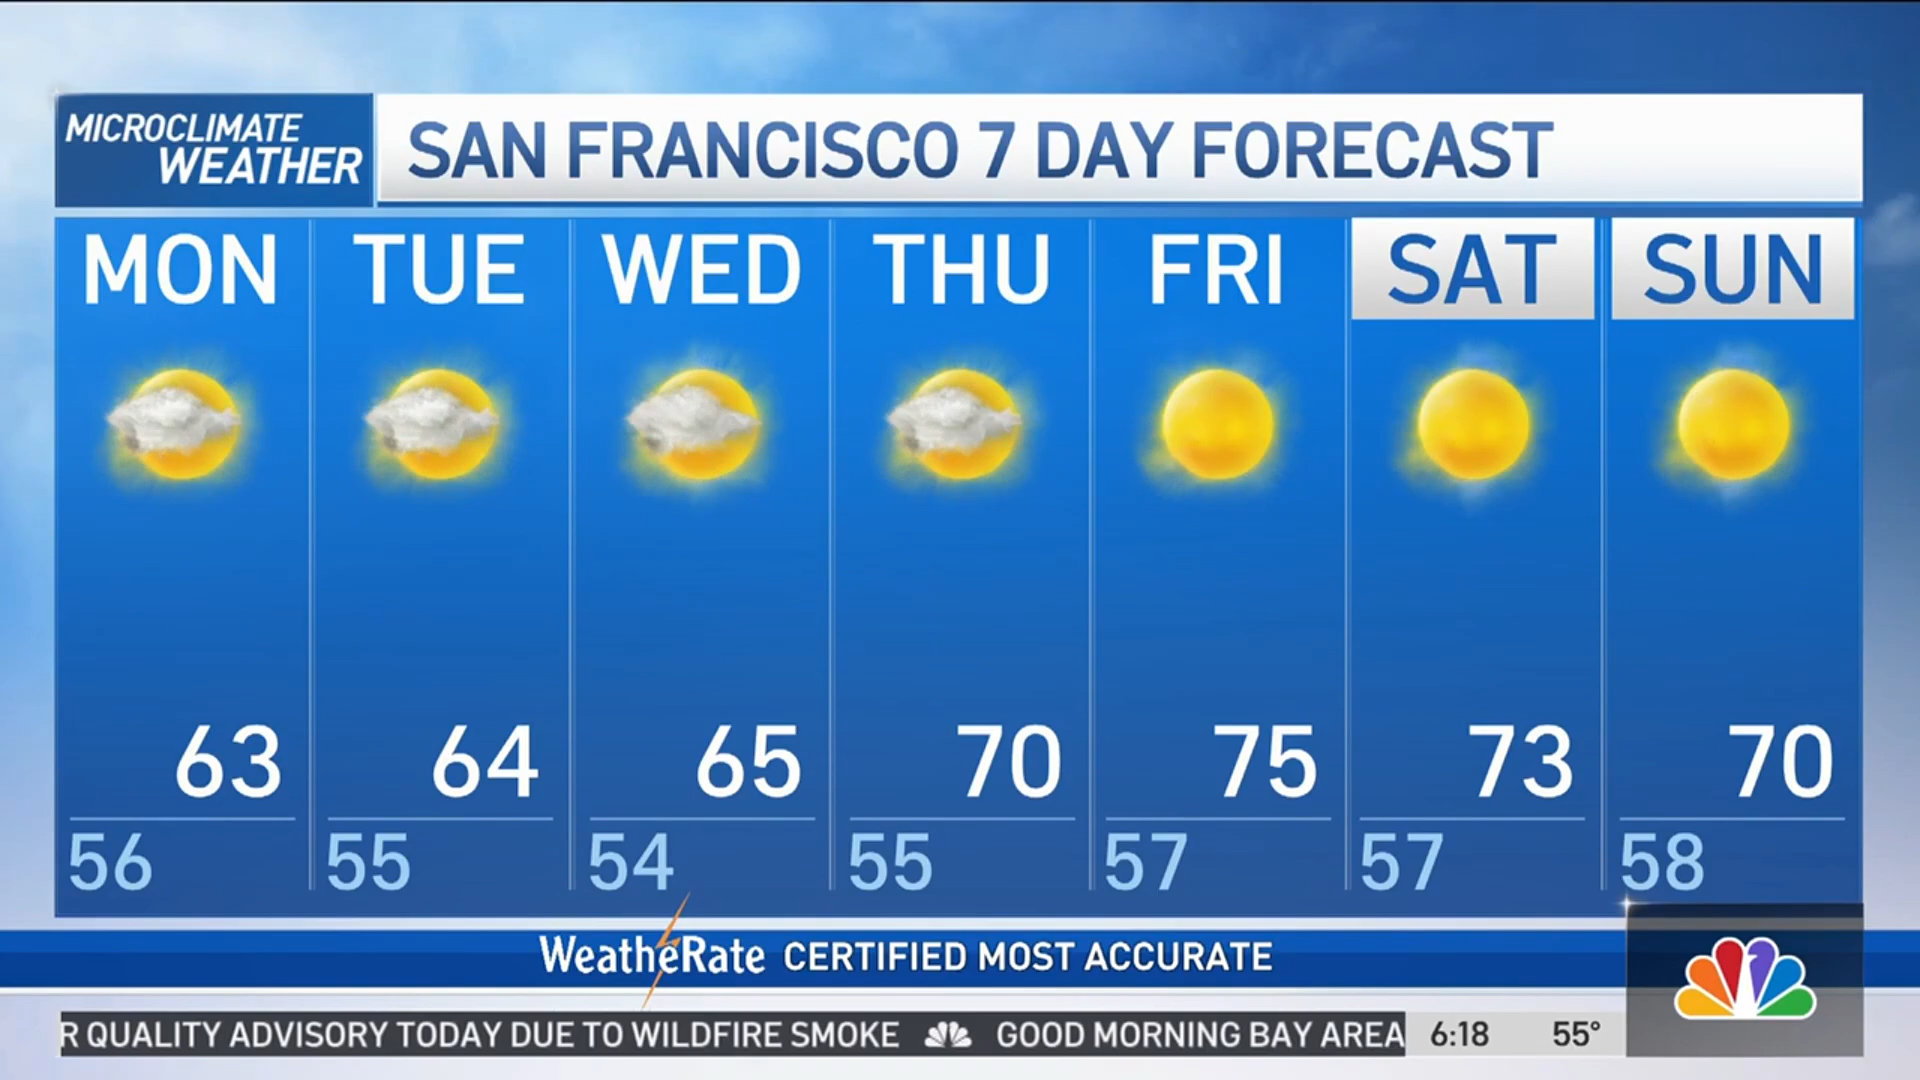 MICROCLIMATE
WEATHER
SAN FRANCISCO 7 DAY FORECAST
MON TUE WED THU FRI SAT SUN
63 64 65 70 75 73 70
56 55 54 55 57 57 58
WeatheRate CERTIFIED MOST ACCURATE
R QUALITY ADVISORY TODAY DUE TO WILDFIRE SMOKE GOOD MORNING BAY AREA 6:18 55°